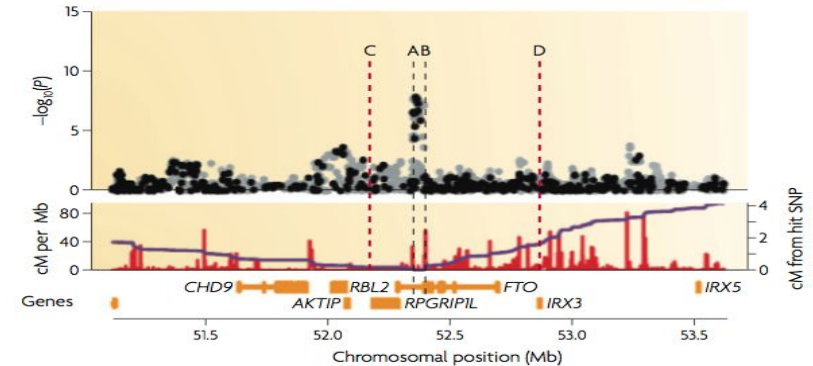 15
10
5
0
–log10(P)
C A B D
80
40
0
cM per Mb
4
2
0
cM from hit SNP
Genes
CHD9 RBL2 FTO IRX5
AKTIP RPGRIP1L IRX3
51.5 52.0 52.5 53.0 53.5
Chromosomal position (Mb)